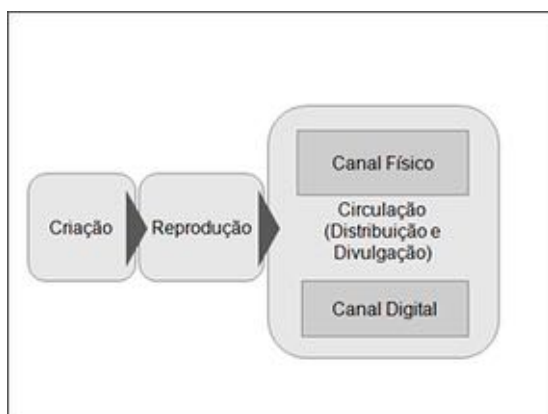 Criação
Reprodução
Canal Físico
Circulação
(Distribuição e
Divulgação)
Canal Digital